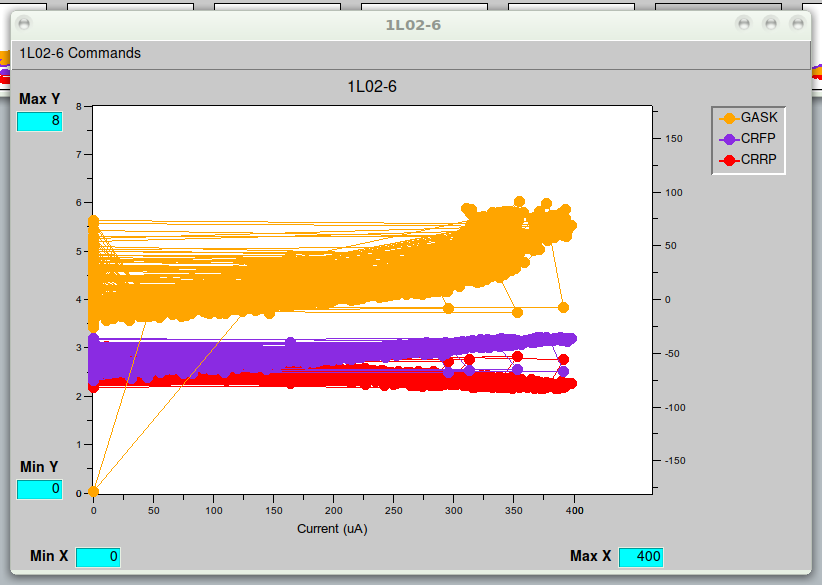 1L02-6
1L02-6 Commands
1L02-6
Max Y
8
8
7
6
5
4
3
2
1
0
150
100
50
0
-50
-100
-150
GASK
CRFP
CRRP
Min Y
0
0 50 100 150 200 250 300 350 400
Current (uA)
Min X 0
Max X 400